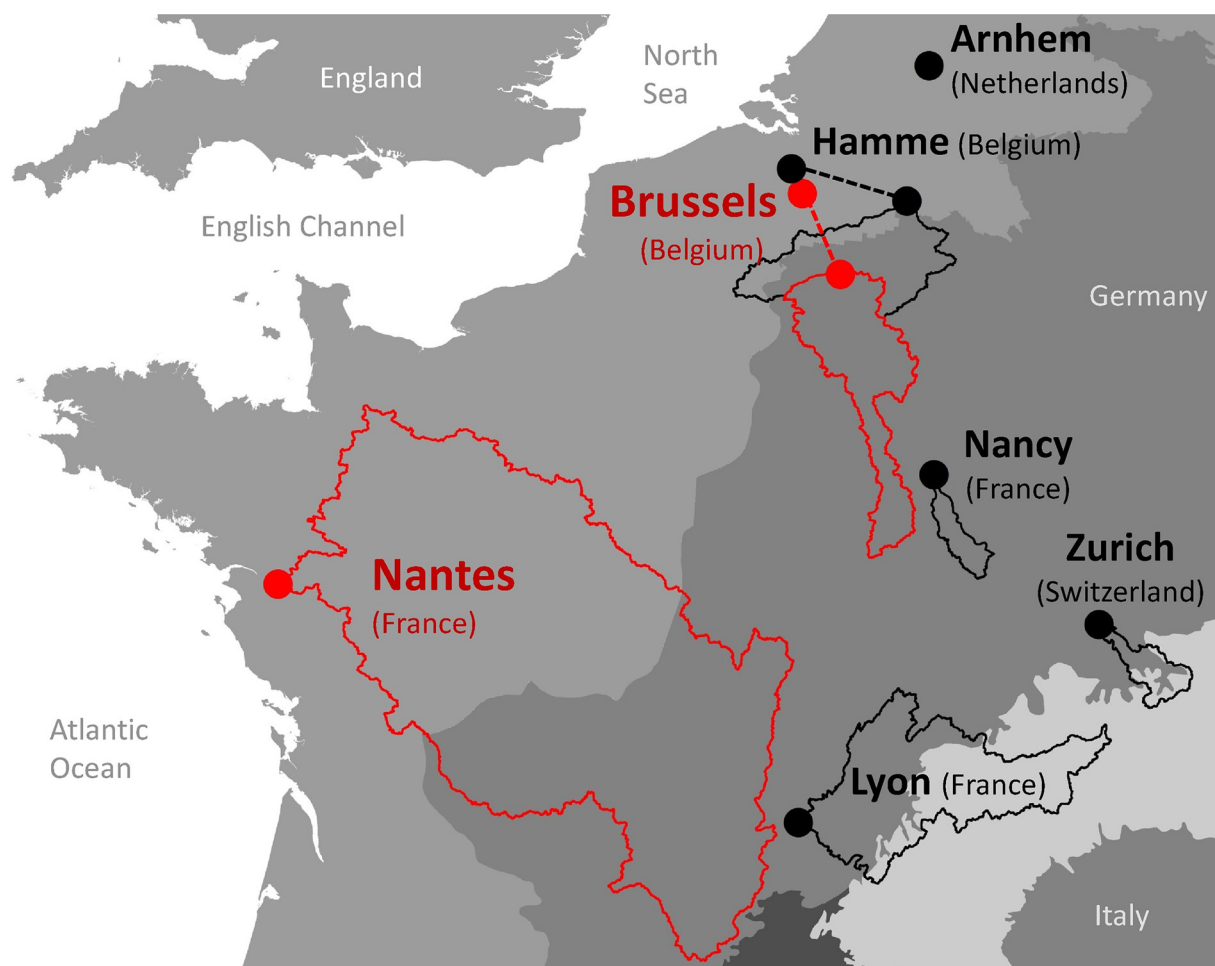 Arnhem
(Netherlands)
North
Sea
England
Hamme (Belgium)
Brussels
(Belgium)
English Channel
Germany
Nancy
(France)
Zurich
(Switzerland)
Nantes
(France)
Atlantic
Ocean
Lyon (France)
Italy